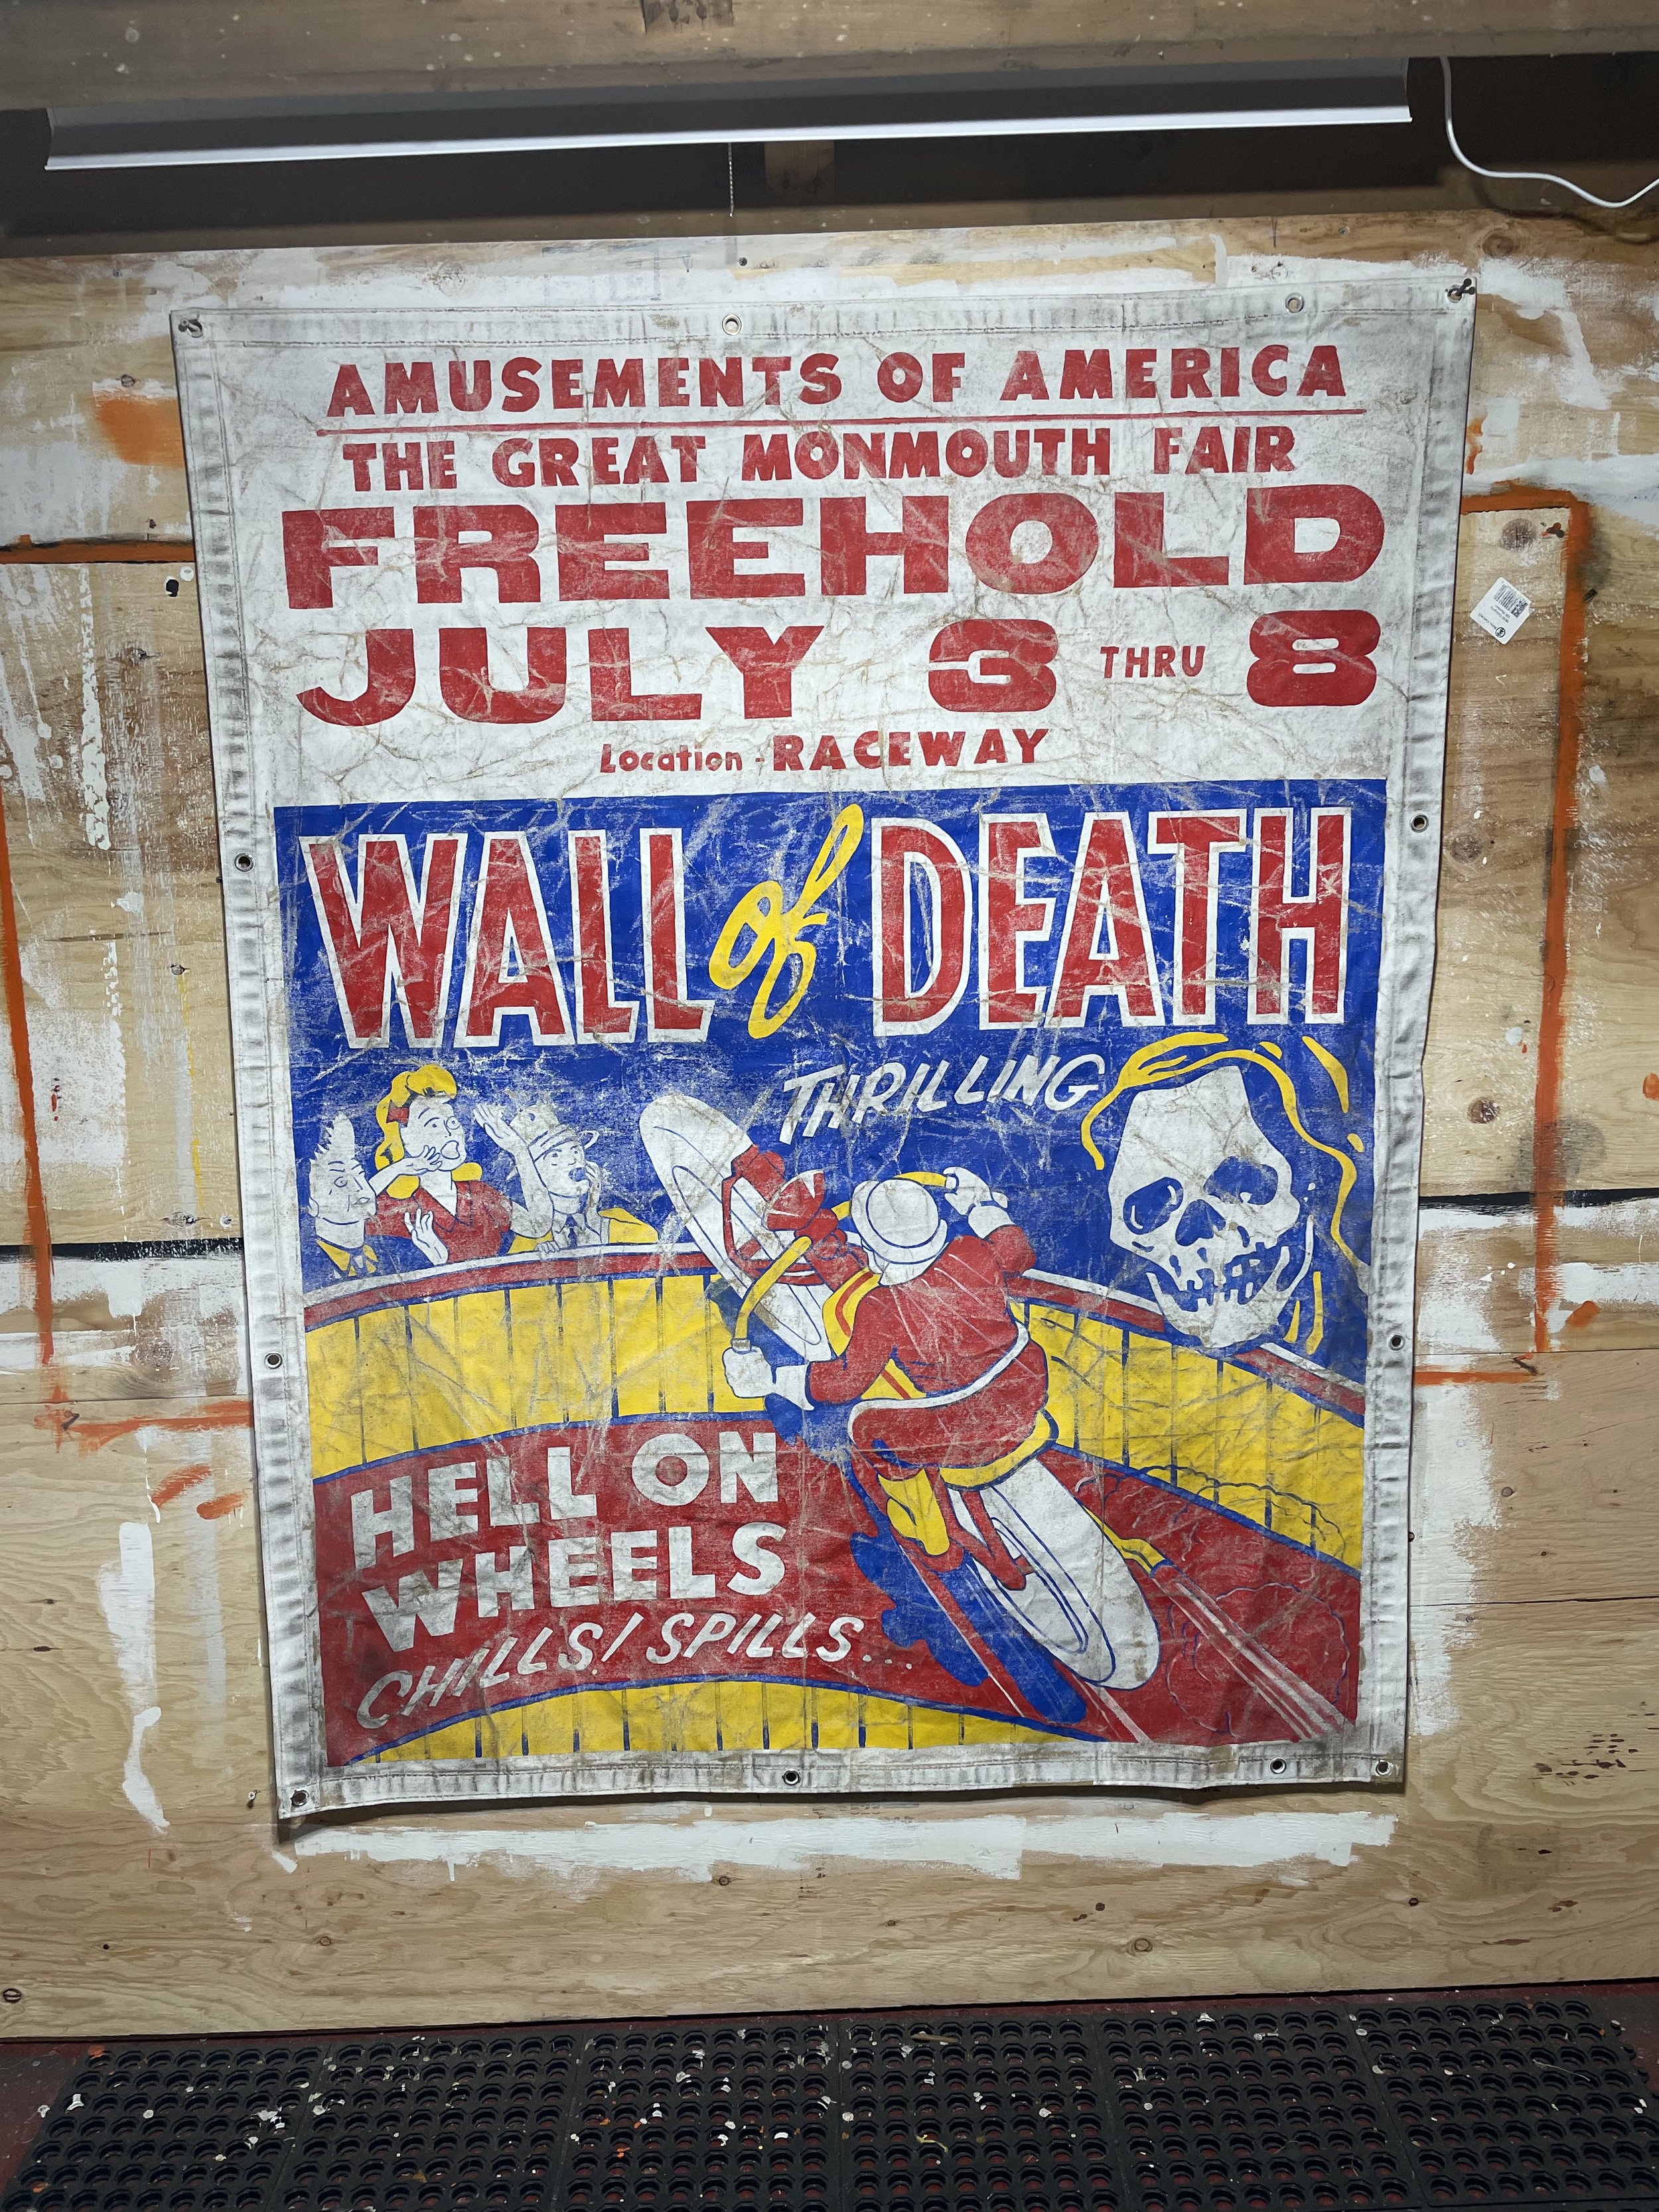 AMUSEMENTS OF AMERICA
THE GREAT MONMOUTH FAIR
FREEHOLD
JULY 3 THRU 8
Location - RACEWAY
WALL of DEATH
THRILLING
HELL ON
WHEELS
CHILLS! SPILLS...